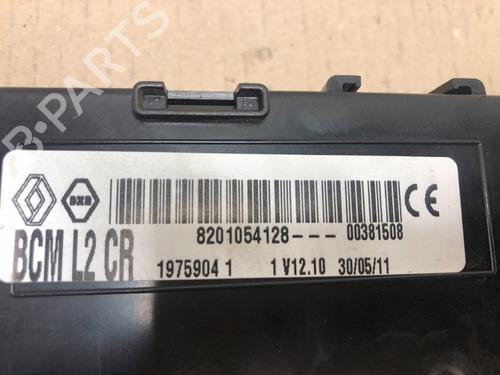 B-PARTS
8201054128--- 00381508
BCM L2 CR
1975904 1 1 V12.10 30/05/11
CE